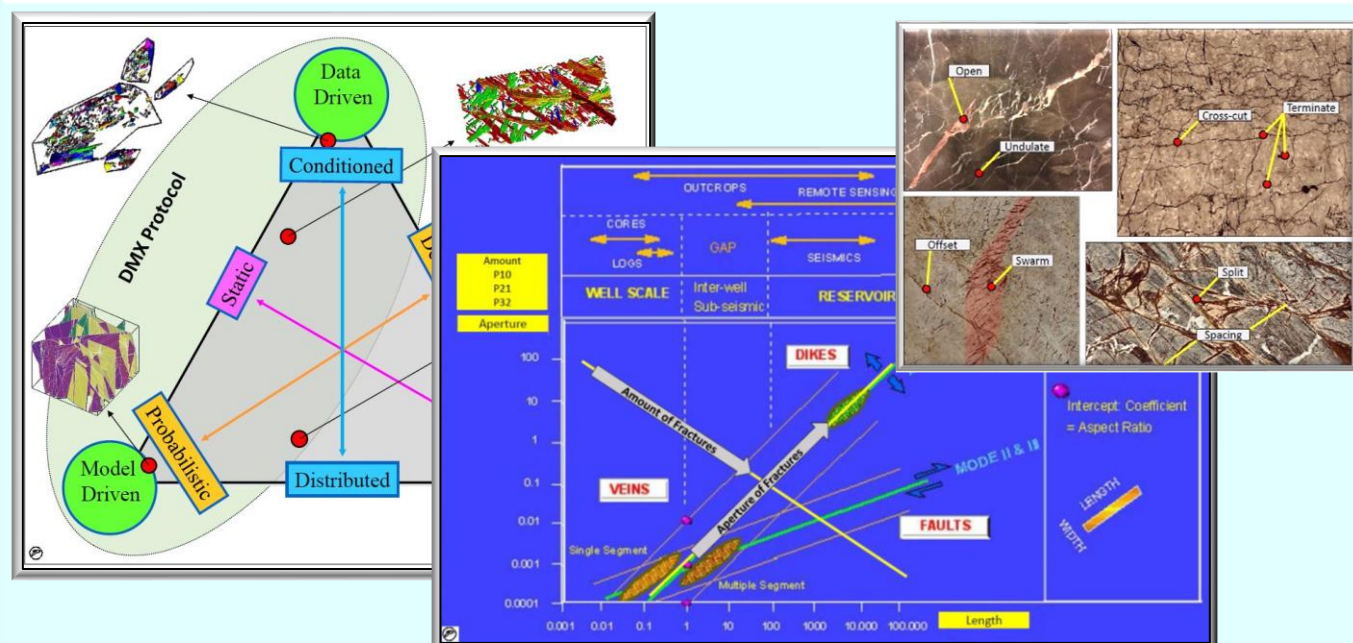 Data
Driven
Conditioned
DMX Protocol
Static
Probabilistic
Model
Driven
Distributed
OUTCROPS
REMOTE SENSING
CORES
LOGS
GAP
SEISMICS
Amount
P10
P21
P32
WELL SCALE
Inter-well
Sub-seismic
RESERVOIR
Aperture
100
10
1
0.1
0.01
0.001
0.0001
DIKES
Amount of Fractures
Aperture of Fractures
VEINS
MODE II & III
FAULTS
Single Segment
Multiple Segment
0.001 0.01 0.1 1 10 100 1000 10.000 100.000
Length
Intercept: Coefficient
= Aspect Ratio
LENGTH
WIDTH
Open
Undulate
Cross-cut
Terminate
Offset
Swarm
Split
Spacing